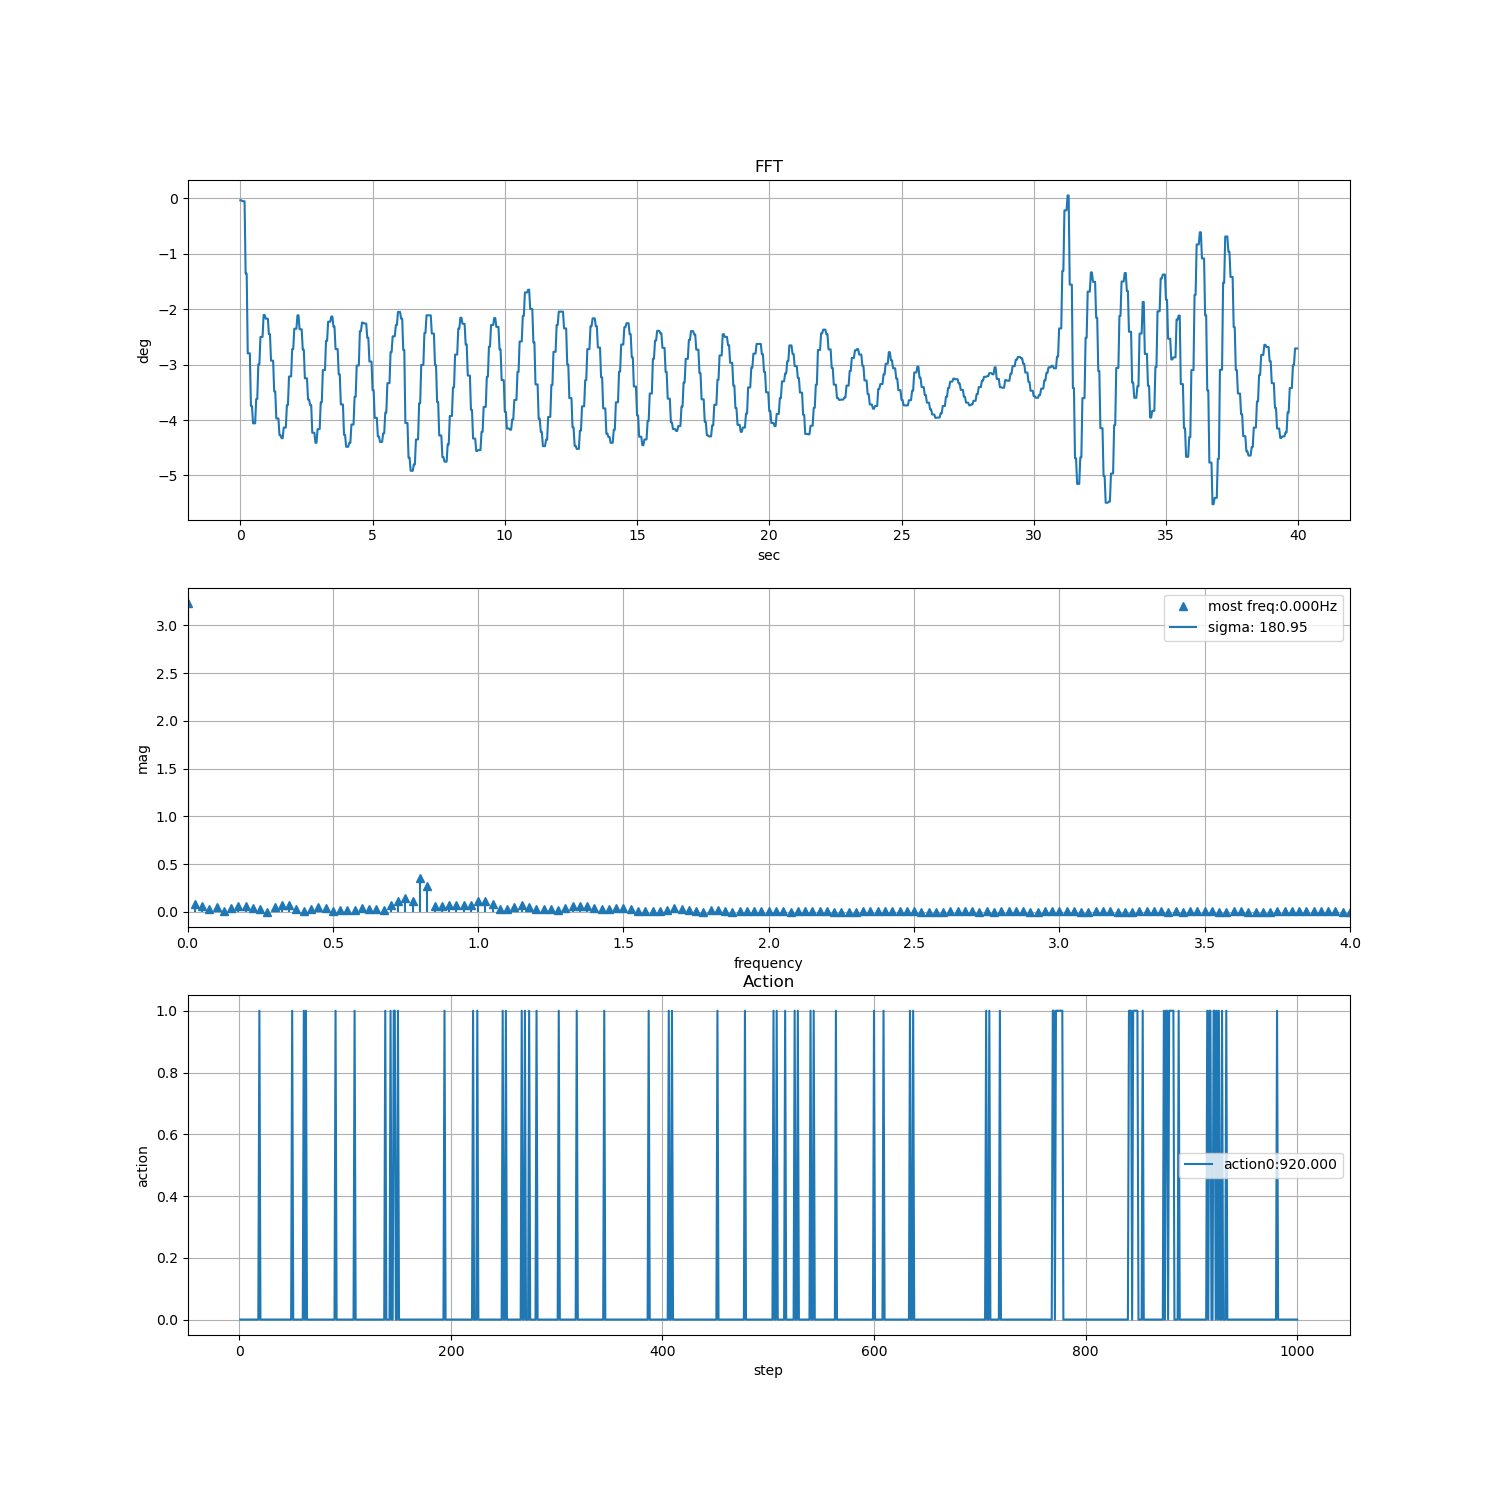 FFT
0
−1
−2
−3
−4
−5
deg
0 5 10 15 20 25 30 35 40
sec
most freq:0.000Hz
sigma: 180.95
3.0
2.5
2.0
1.5
1.0
0.5
0.0
mag
0.0 0.5 1.0 1.5 2.0 2.5 3.0 3.5 4.0
frequency
Action
1.0
0.8
0.6
0.4
0.2
0.0
action
action0:920.000
0 200 400 600 800 1000
step